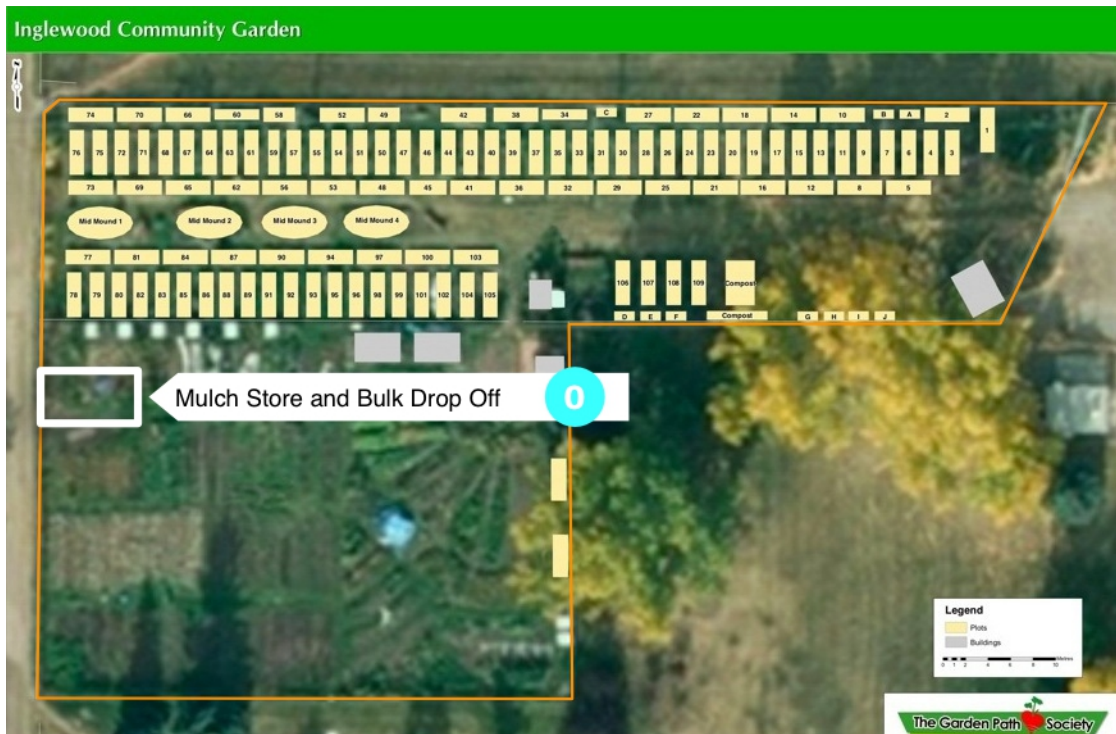 Inglewood Community Garden
N
74 70 66 60 58 52 49 42 38 34 C 27 22 18 14 10 B A 2
1
76 75 72 71 68 67 64 63 61 59 57 55 54 51 50 47 46 44 43 40 39 37 35 33 31 30 28 26 24 23 20 19 17 15 13 11 9 7 6 4 3
73 69 65 62 56 53 48 45 41 36 32 29 25 21 16 12 8 5
Mid Mound 1 Mid Mound 2 Mid Mound 3 Mid Mound 4
77 81 84 87 90 94 97 100 103
78 79 80 82 83 85 86 88 89 91 92 93 95 96 98 99 101 102 104 105
106 107 108 109 Compost
D E F Compost G H I J
Mulch Store and Bulk Drop Off 0
Legend
Plots
Buildings
0 1 2 4 6 8 10 Metres
The Garden Path Society